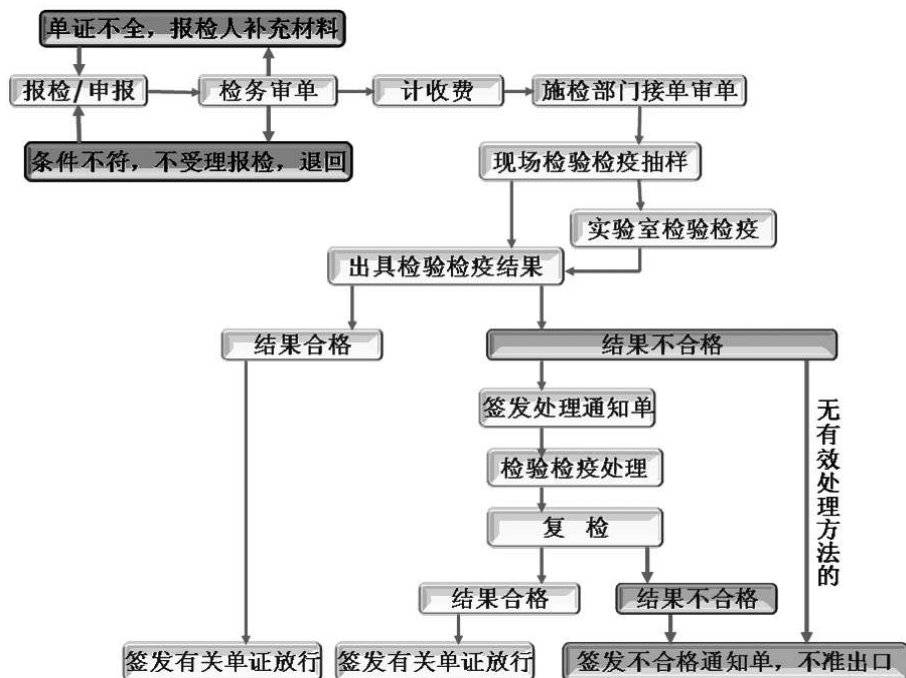 单证不全，报检人补充材料
报检/申报
检务审单
计收费
施检部门接单审单
条件不符，不受理报检，退回
现场检验检疫抽样
实验室检验检疫
出具检验检疫结果
结果合格
结果不合格
签发处理通知单
无有效处理方法的
检验检疫处理
复 检
结果合格
结果不合格
签发有关单证放行
签发有关单证放行
签发不合格通知单，不准出口